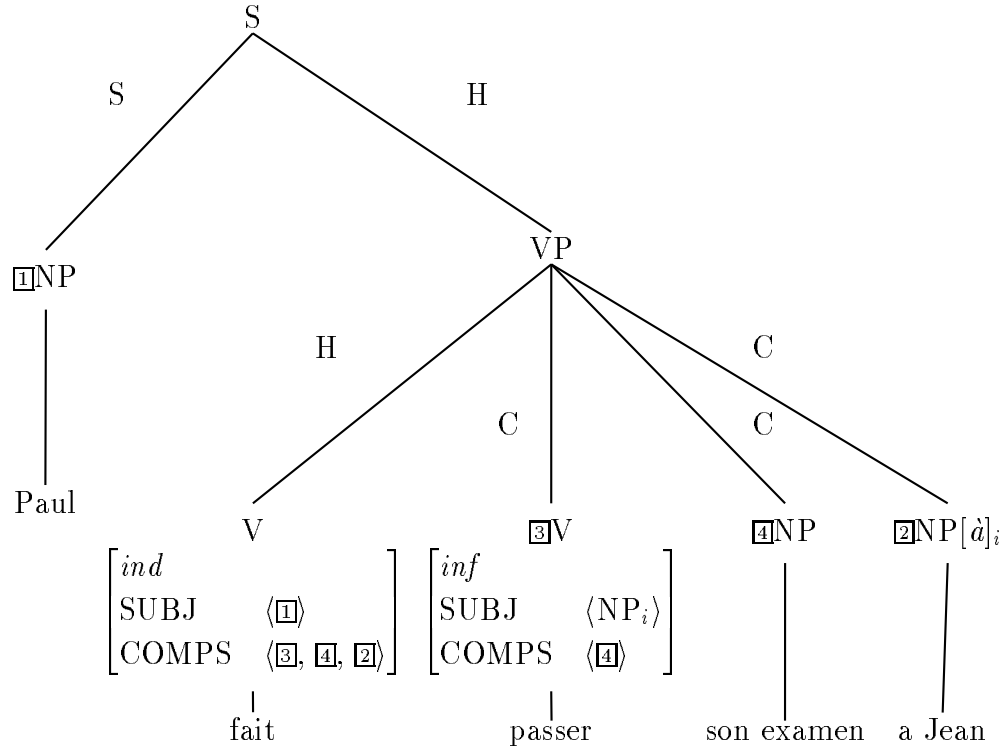 S
S H
VP
1NP
H C
C C
Paul V 3V 4NP 2NP[à]i
ind inf
SUBJ ⟨1⟩ SUBJ ⟨NPi⟩
COMPS ⟨3, 4, 2⟩ COMPS ⟨4⟩
fait passer son examen a Jean